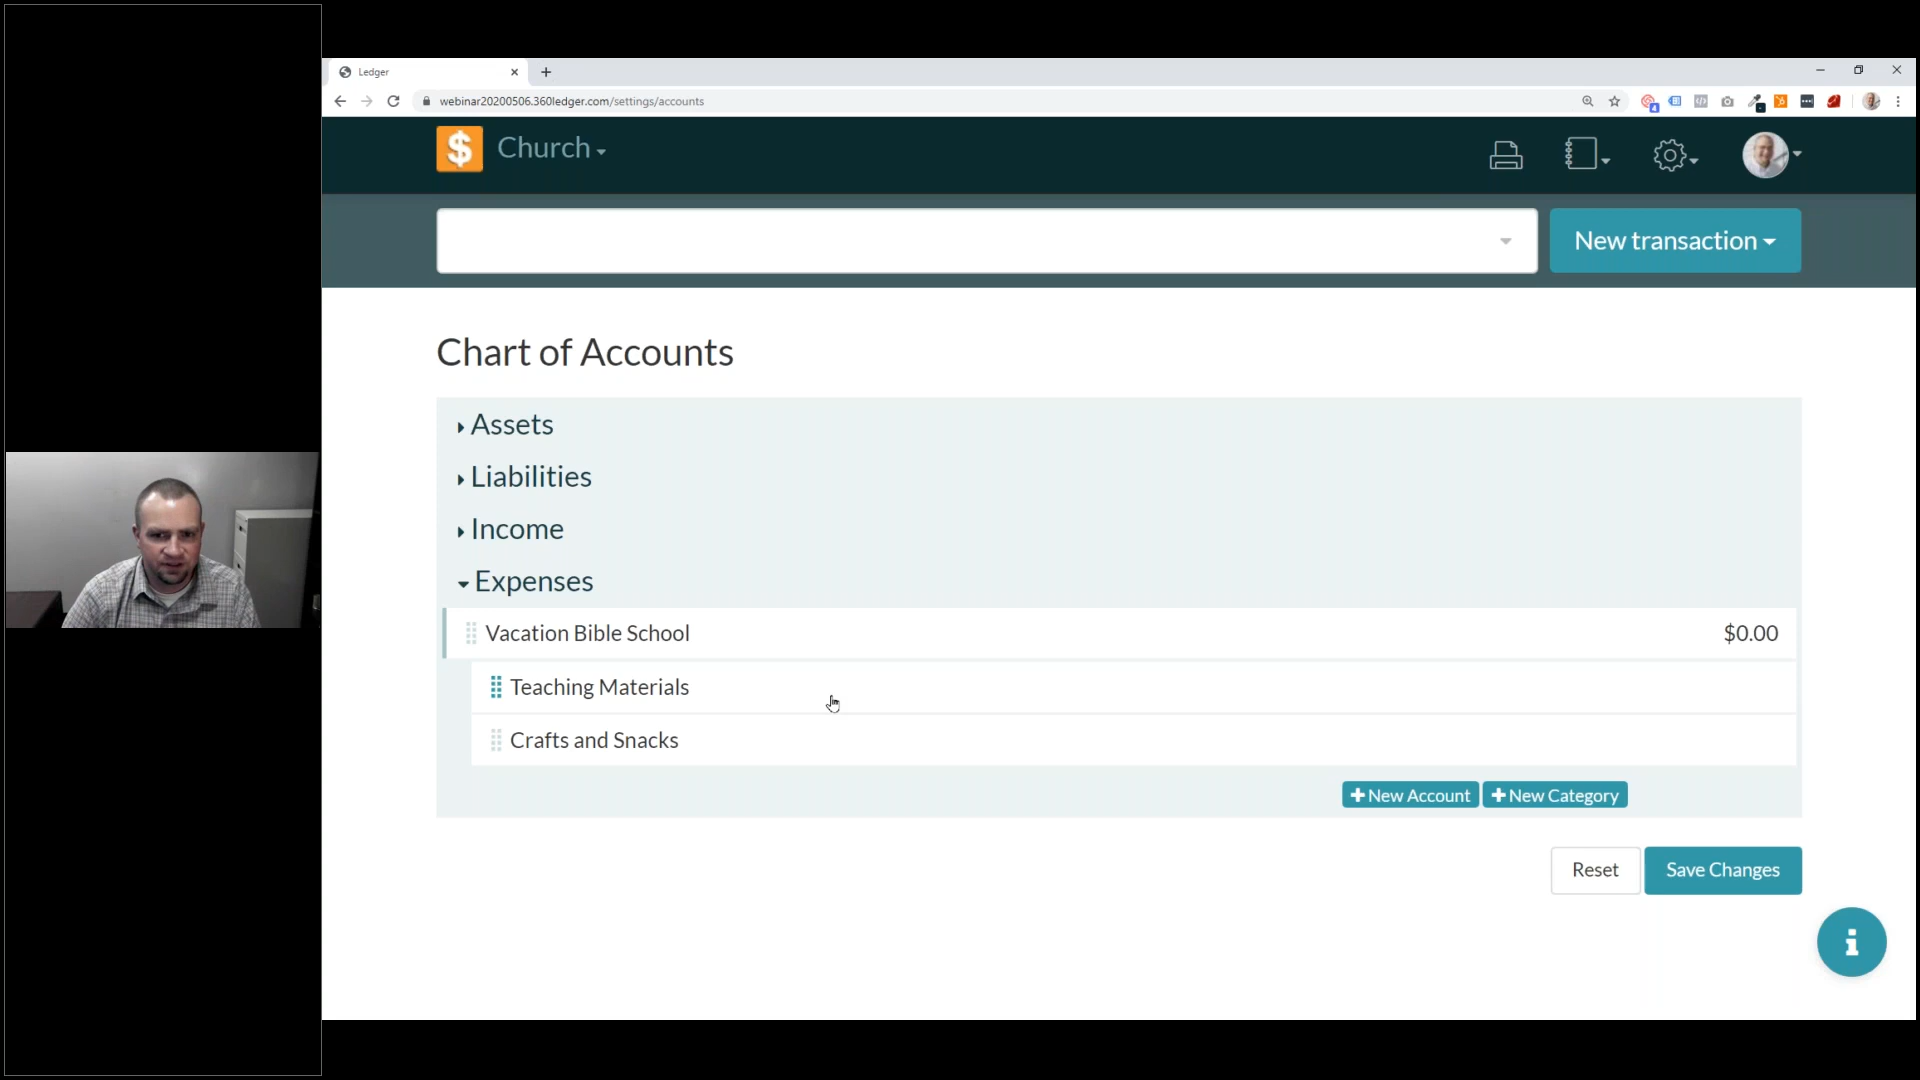 Ledger
webinar20200506.360ledger.com/settings/accounts
$ Church
New transaction
Chart of Accounts
Assets
Liabilities
Income
Expenses
Vacation Bible School $0.00
Teaching Materials
Crafts and Snacks
New Account New Category
Reset Save Changes